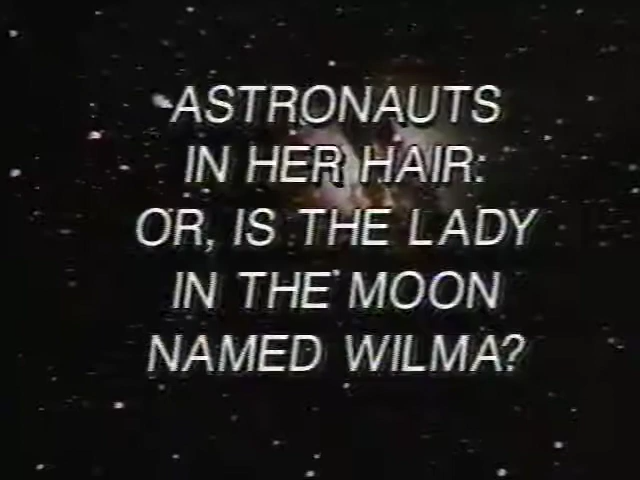 ASTRONAUTS
IN HER HAIR:
OR, IS THE LADY
IN THE MOON
NAMED WILMA?